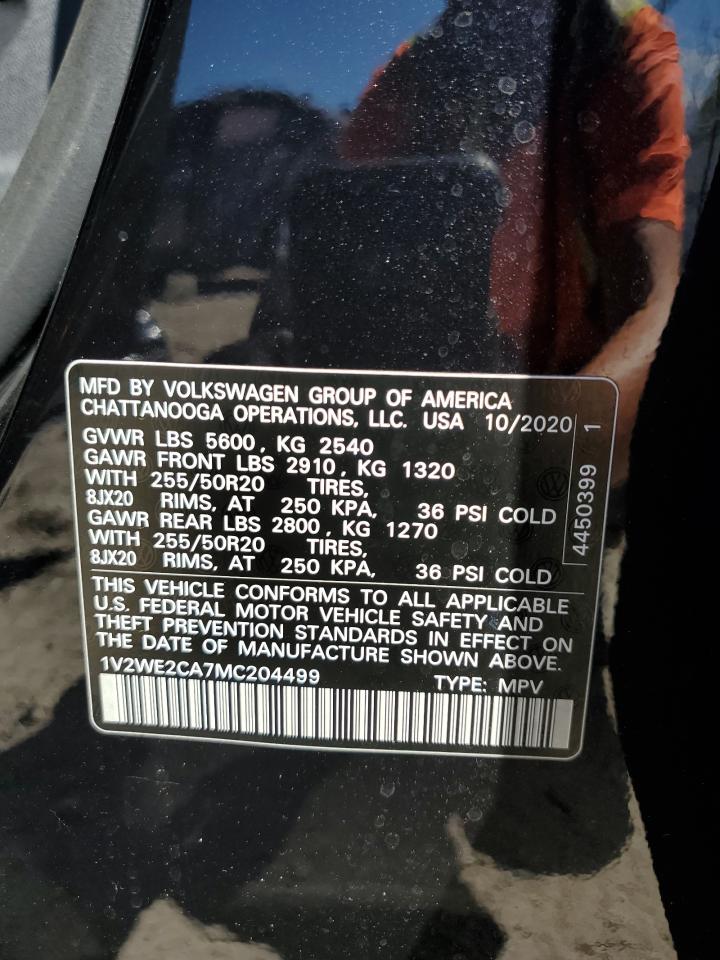 MFD BY VOLKSWAGEN GROUP OF AMERICA
CHATTANOOGA OPERATIONS, LLC. USA 10/2020
GVWR LBS 5600, KG 2540
GAWR FRONT LBS 2910, KG 1320
WITH 255/50R20 TIRES,
8JX20 RIMS, AT 250 KPA, 36 PSI COLD
GAWR REAR LBS 2800, KG 1270
WITH 255/50R20 TIRES,
8JX20 RIMS, AT 250 KPA, 36 PSI COLD
4450399 1
THIS VEHICLE CONFORMS TO ALL APPLICABLE
U.S. FEDERAL MOTOR VEHICLE SAFETY AND
THEFT PREVENTION STANDARDS IN EFFECT ON
THE DATE OF MANUFACTURE SHOWN ABOVE.
1V2WE2CA7MC204499 TYPE: MPV